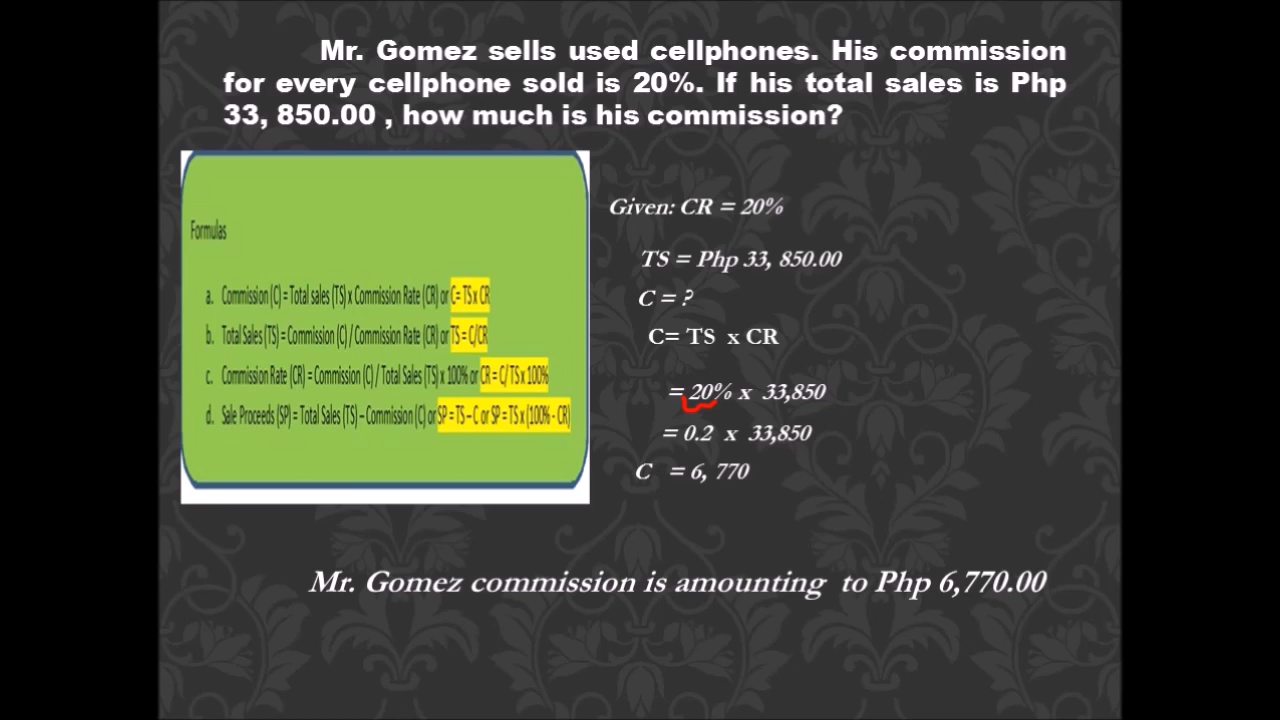 Mr. Gomez sells used cellphones. His commission
for every cellphone sold is 20%. If his total sales is Php
33, 850.00 , how much is his commission?
Formulas
a. Commission (C) = Total sales (TS) x Commission Rate (CR) or C= TS x CR
b. Total Sales (TS) = Commission (C) / Commission Rate (CR) or TS = C/CR
c. Commission Rate (CR) = Commission (C) / Total Sales (TS) x 100% or CR = C/ TS x 100%
d. Sale Proceeds (SP) = Total Sales (TS) – Commission (C) or SP = TS – C or SP = TS x (100% - CR)
Given: CR = 20%
TS = Php 33, 850.00
C = ?
C= TS x CR
= 20% x 33,850
= 0.2 x 33,850
C = 6, 770
Mr. Gomez commission is amounting to Php 6,770.00